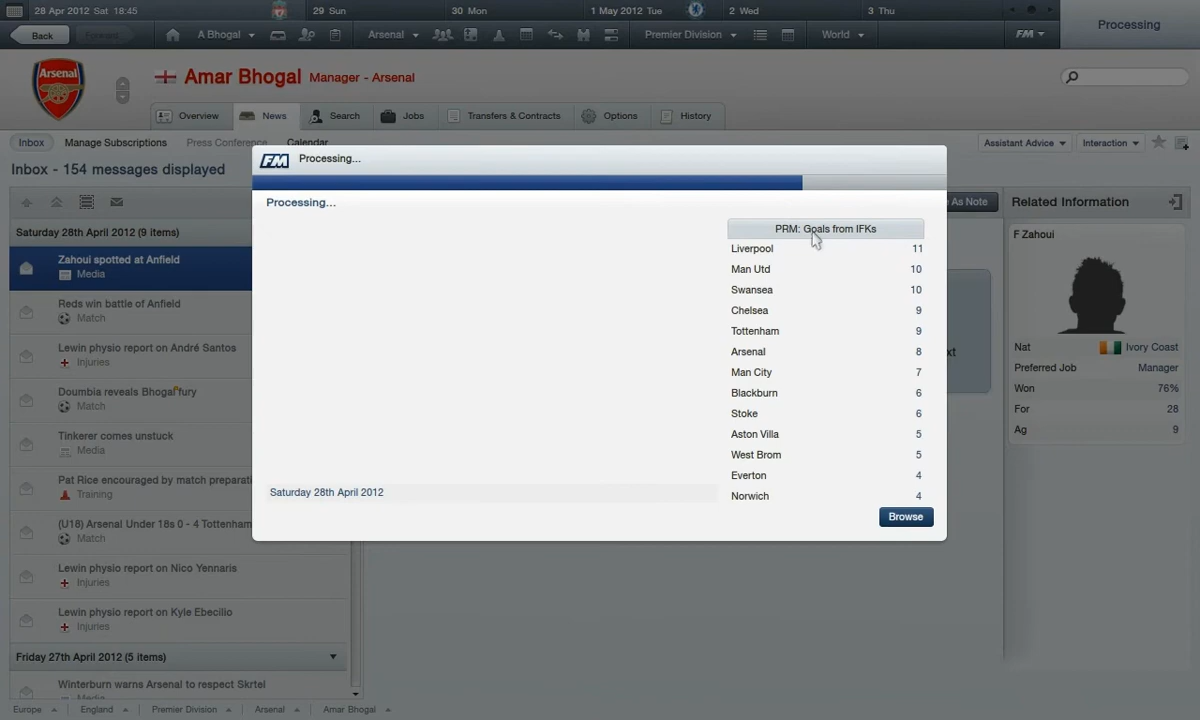 28 Apr 2012 Sat 18:45
29 Sun
30 Mon
1 May 2012 Tue
2 Wed
3 Thu
Processing
Back
Forward
A Bhogal
Arsenal
Premier Division
World
FM
Arsenal
Amar Bhogal
Manager - Arsenal
Overview
News
Search
Jobs
Transfers & Contracts
Options
History
Inbox
Manage Subscriptions
Press Conference
Calendar
Assistant Advice
Interaction
Inbox - 154 messages displayed
As Note
Related Information
Saturday 28th April 2012 (9 items)
Zahoui spotted at Anfield
Media
Reds win battle of Anfield
Match
Lewin physio report on André Santos
Injuries
Doumbia reveals Bhogal fury
Match
Tinkerer comes unstuck
Media
Pat Rice encouraged by match preparati
Training
(U18) Arsenal Under 18s 0 - 4 Tottenham
Match
Lewin physio report on Nico Yennaris
Injuries
Lewin physio report on Kyle Ebecilio
Injuries
Friday 27th April 2012 (5 items)
Winterburn warns Arsenal to respect Skrtel
Media
FM
Processing...
Processing...
PRM: Goals from IFKs
Liverpool 11
Man Utd 10
Swansea 10
Chelsea 9
Tottenham 9
Arsenal 8
Man City 7
Blackburn 6
Stoke 6
Aston Villa 5
West Brom 5
Everton 4
Norwich 4
Saturday 28th April 2012
Browse
xt
F Zahoui
Nat Ivory Coast
Preferred Job Manager
Won 76%
For 28
Ag 9
Europe
England
Premier Division
Arsenal
Amar Bhogal